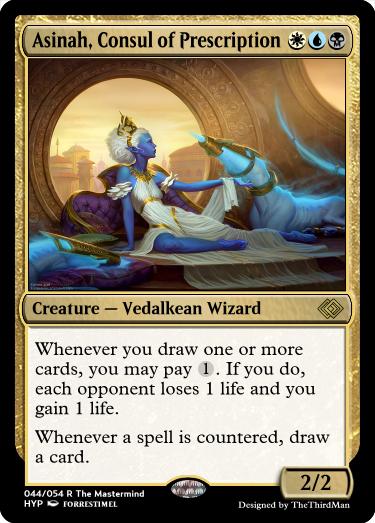 Asinah, Consul of Prescription
Creature — Vedalkean Wizard
Whenever you draw one or more
cards, you may pay 1. If you do,
each opponent loses 1 life and you
gain 1 life.
Whenever a spell is countered, draw
a card.
2/2
044/054 R The Mastermind
HYP FORRESTIMEL
Designed by TheThirdMan